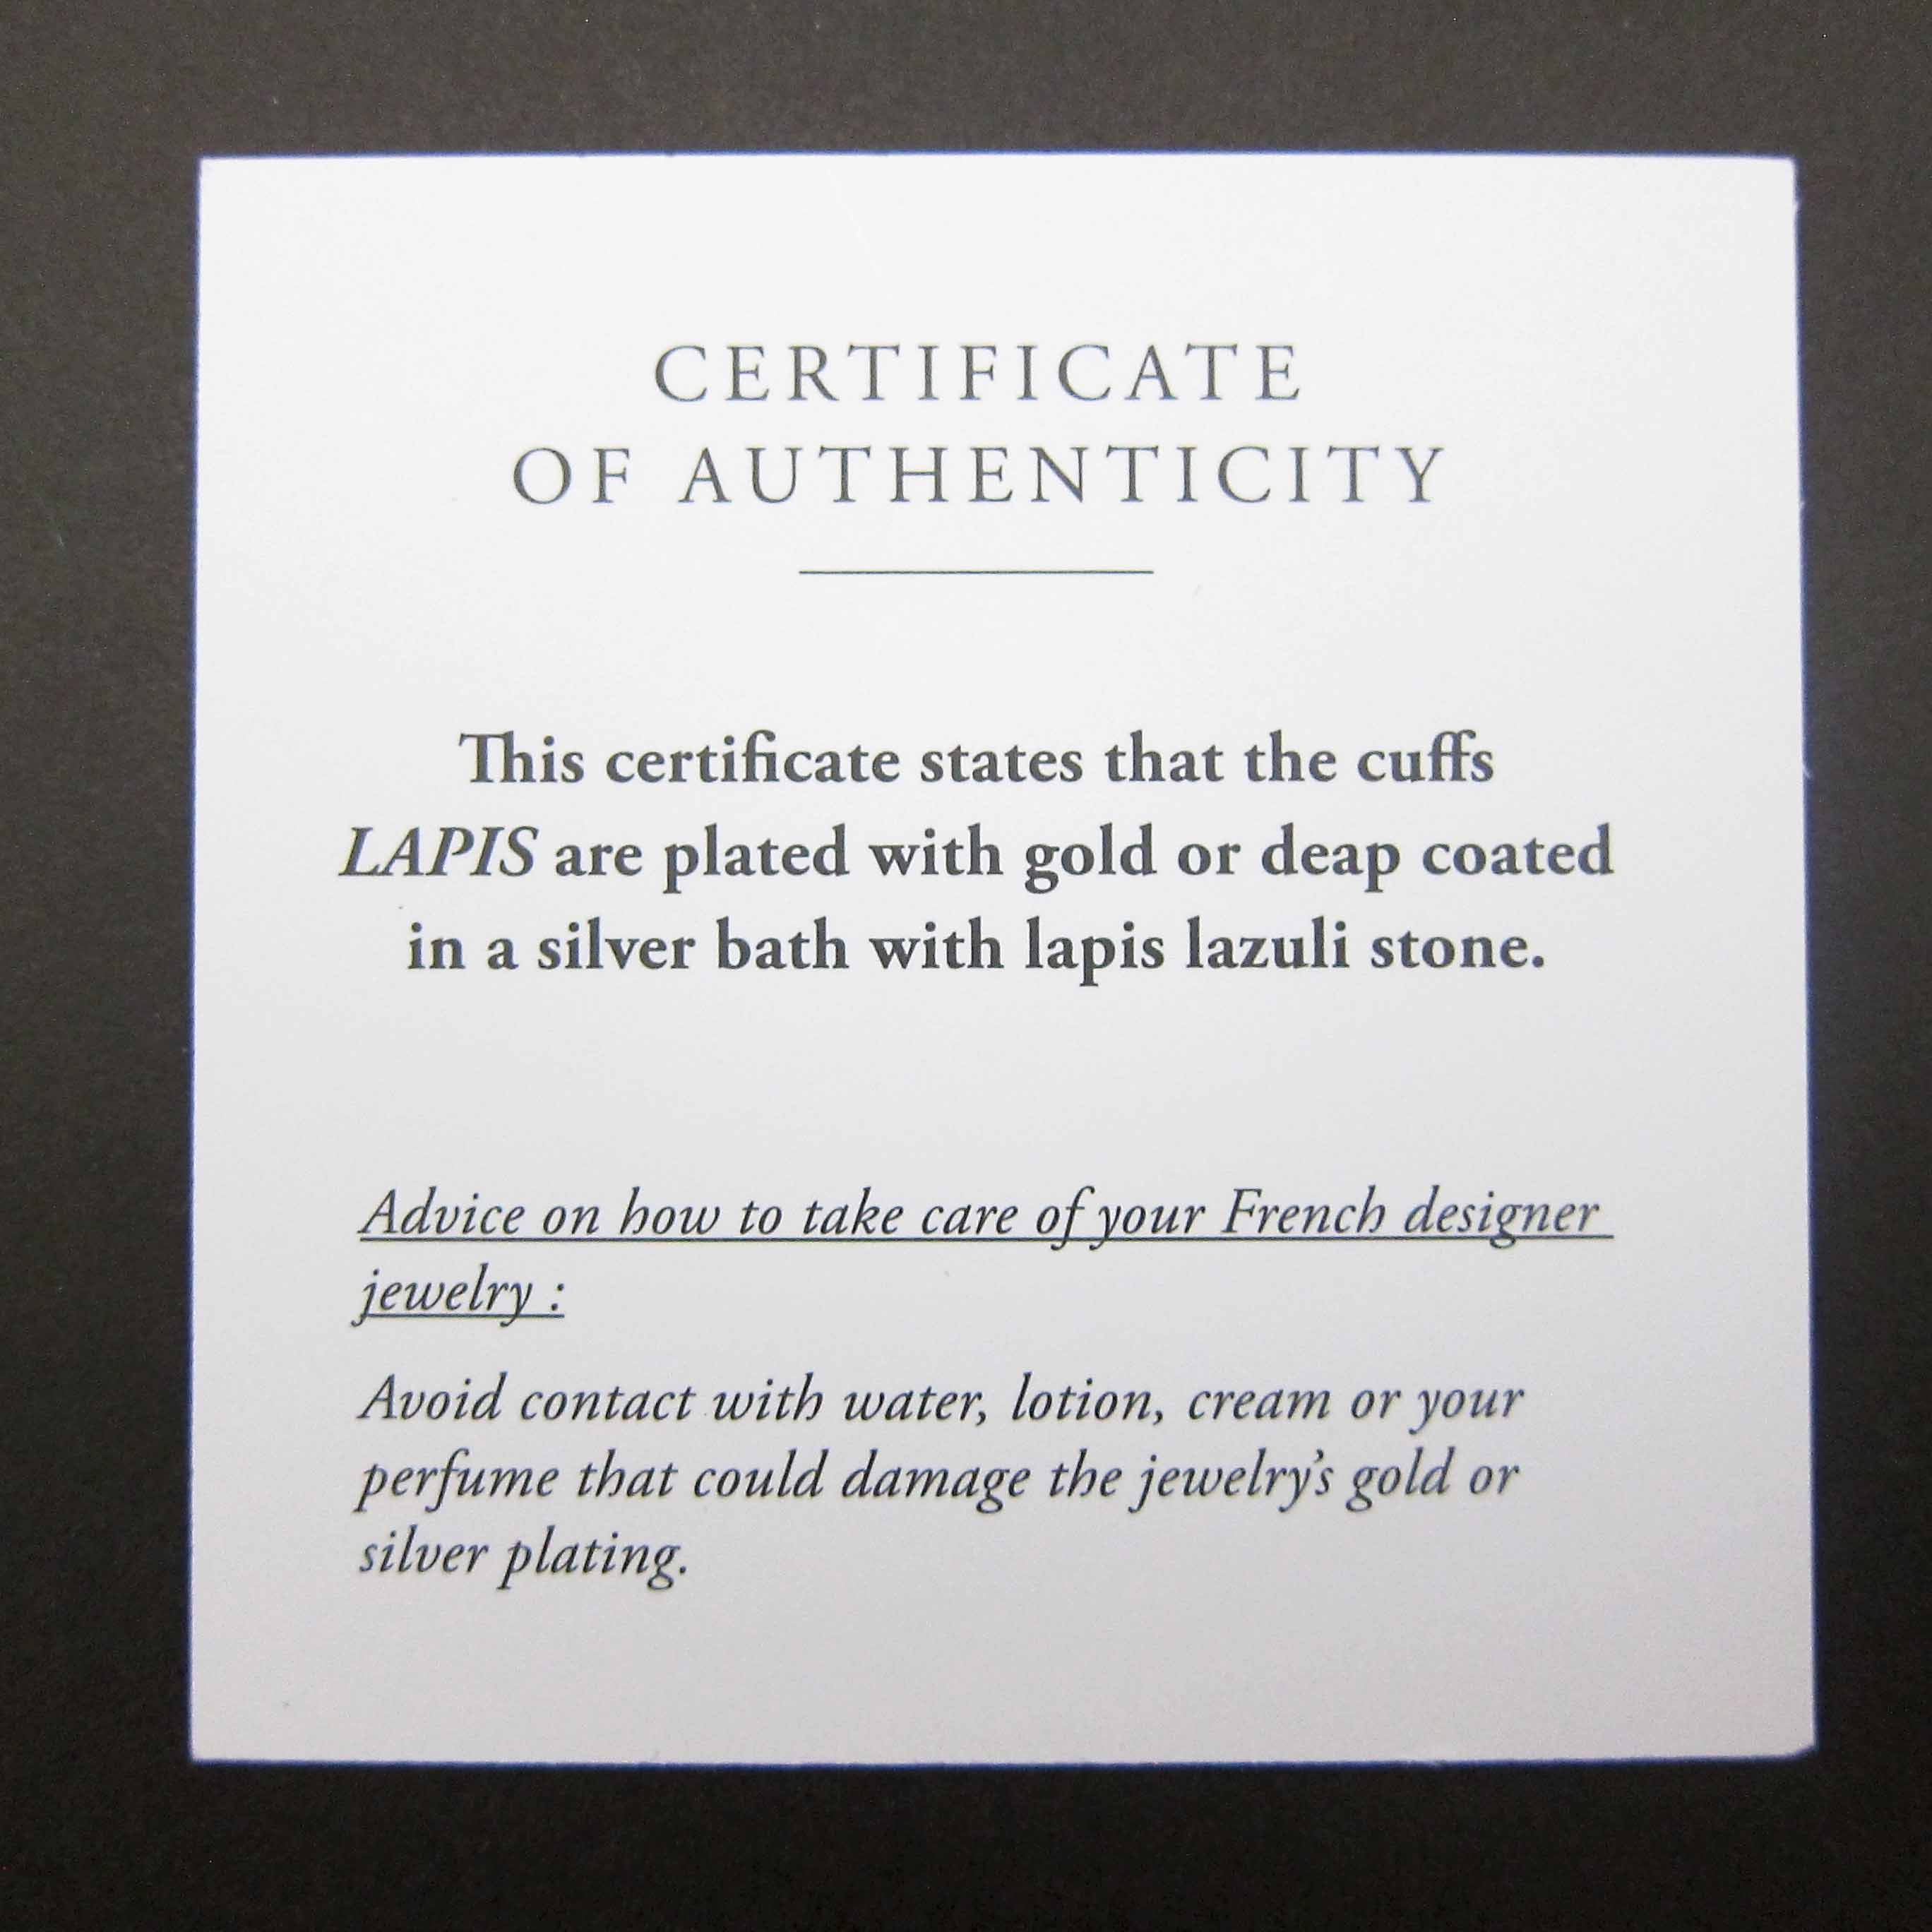 CERTIFICATE
OF AUTHENTICITY
This certificate states that the cuffs
LAPIS are plated with gold or deap coated
in a silver bath with lapis lazuli stone.
Advice on how to take care of your French designer
jewelry :
Avoid contact with water, lotion, cream or your
perfume that could damage the jewelry’s gold or
silver plating.